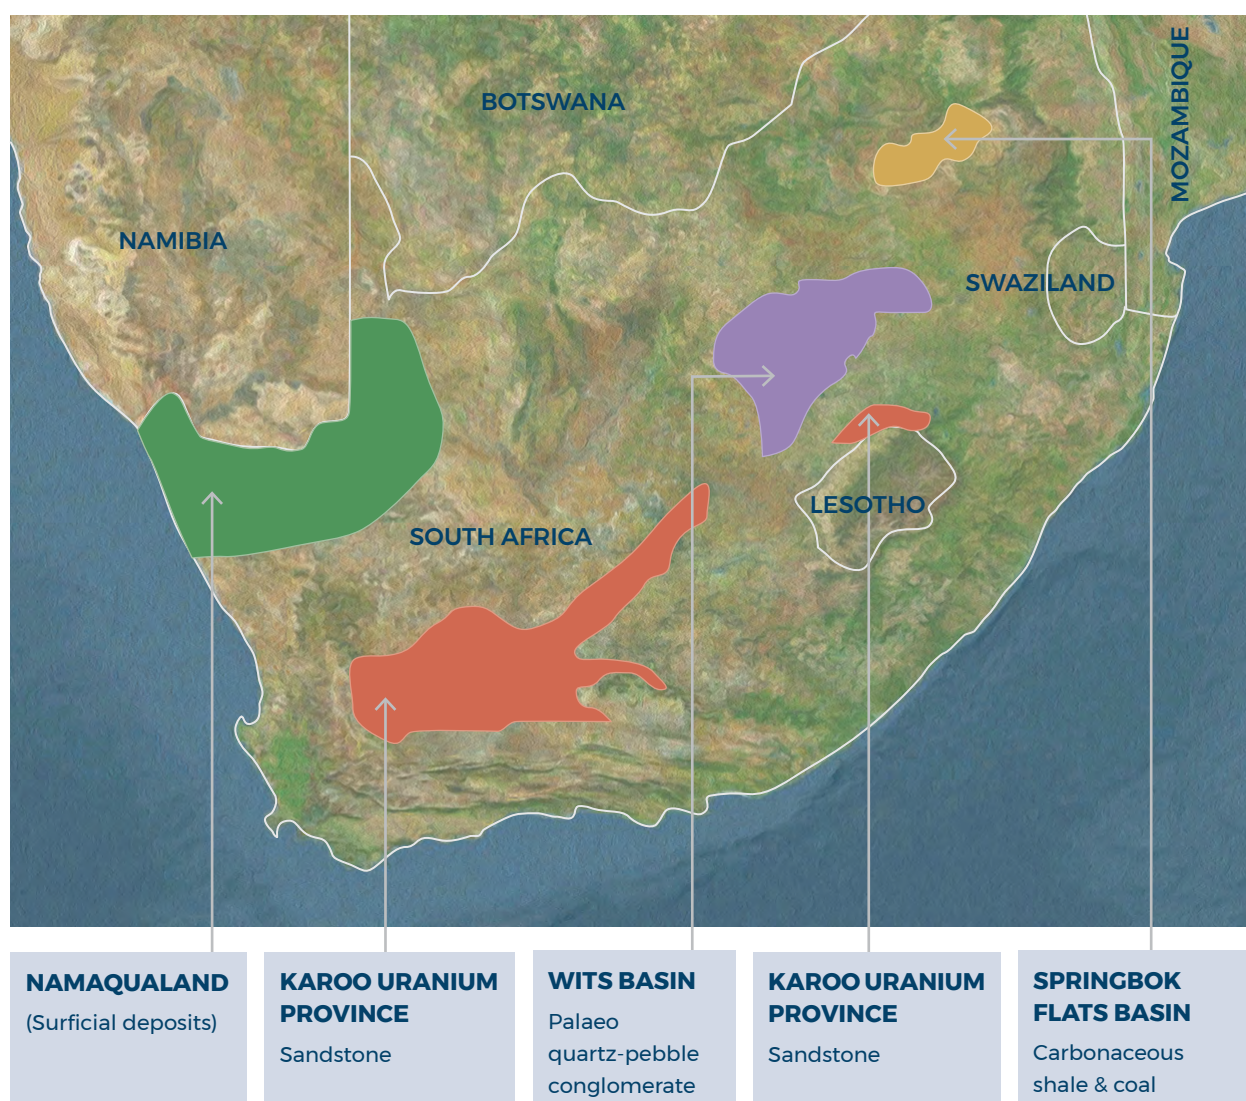 BOTSWANA
MOZAMBIQUE
NAMIBIA
SWAZILAND
LESOTHO
SOUTH AFRICA
NAMAQUALAND
(Surficial deposits)
KAROO URANIUM
PROVINCE
Sandstone
WITS BASIN
Palaeo
quartz-pebble
conglomerate
KAROO URANIUM
PROVINCE
Sandstone
SPRINGBOK
FLATS BASIN
Carbonaceous
shale & coal